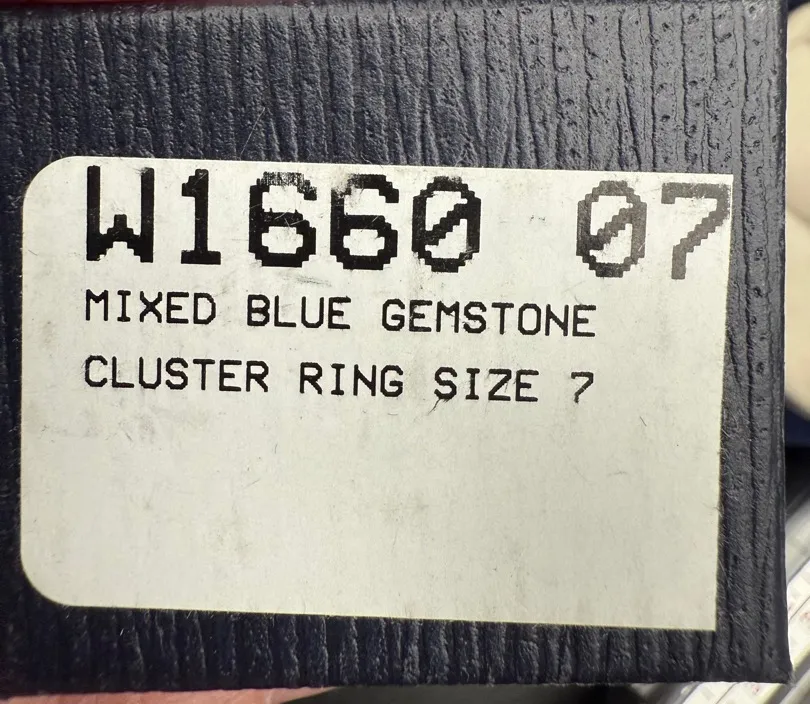 W1660 07
MIXED BLUE GEMSTONE
CLUSTER RING SIZE 7